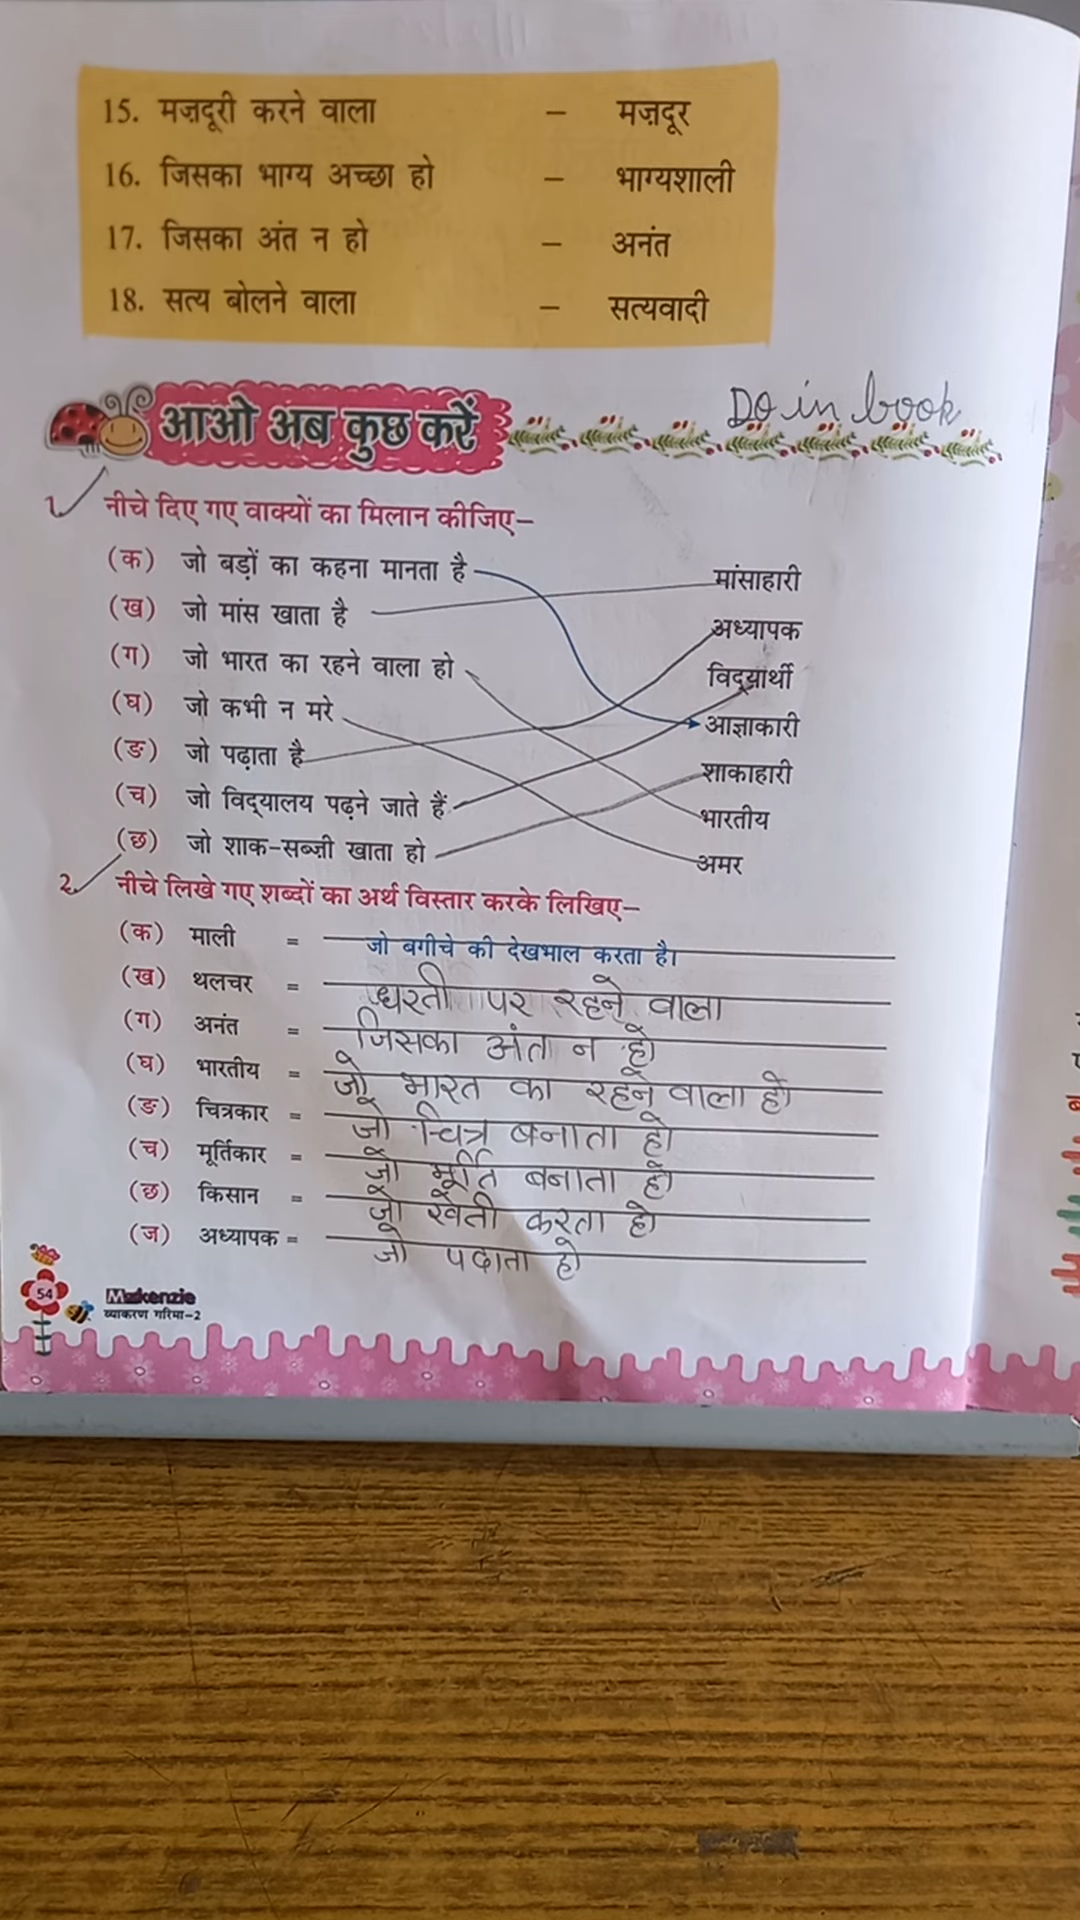 15. मज़दूरी करने वाला – मज़दूर
16. जिसका भाग्य अच्छा हो – भाग्यशाली
17. जिसका अंत न हो – अनंत
18. सत्य बोलने वाला – सत्यवादी
आओ अब कुछ करें
Do in book
1. नीचे दिए गए वाक्यों का मिलान कीजिए–
(क) जो बड़ों का कहना मानता है मांसाहारी
(ख) जो मांस खाता है अध्यापक
(ग) जो भारत का रहने वाला हो विद्यार्थी
(घ) जो कभी न मरे आज्ञाकारी
(ङ) जो पढ़ाता है शाकाहारी
(च) जो विद्यालय पढ़ने जाते हैं भारतीय
(छ) जो शाक-सब्ज़ी खाता हो अमर
2. नीचे लिखे गए शब्दों का अर्थ विस्तार करके लिखिए–
(क) माली = जो बगीचे की देखभाल करता है।
(ख) थलचर = धरती पर रहने वाला
(ग) अनंत = जिसका अंत न हो
(घ) भारतीय = जो भारत का रहने वाला हो
(ङ) चित्रकार = जो चित्र बनाता हो
(च) मूर्तिकार = जो मूर्ति बनाता हो
(छ) किसान = जो खेती करता हो
(ज) अध्यापक = जो पढाता हो
54
Makenzie
व्याकरण गरिमा-2